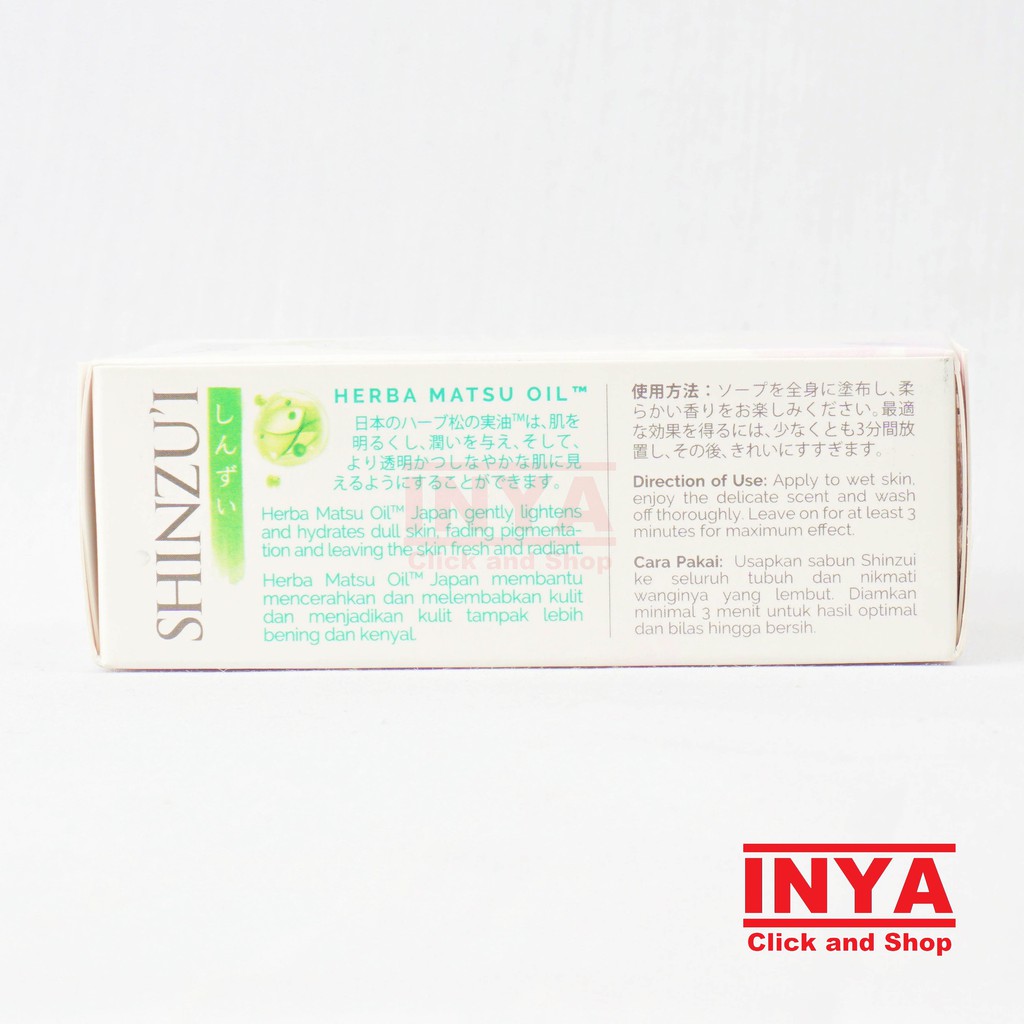 SHINZU'I
しんずい
HERBA MATSU OIL™
日本のハーブ松の実油™は、肌を
明るくし、潤いを与え、そして、
より透明かつしなやかな肌に見
えるようにすることができます。
Herba Matsu Oil™ Japan gently lightens
and hydrates dull skin, fading pigmenta-
tion and leaving the skin fresh and radiant.
Herba Matsu Oil™ Japan membantu
mencerahkan dan melembabkan kulit
dan menjadikan kulit tampak lebih
bening dan kenyal.
使用方法：ソープを全身に塗布し、柔
らかい香りをお楽しみください。最適
な効果を得るには、少なくとも3分間放
置し、その後、きれいにすすぎます。
Direction of Use: Apply to wet skin,
enjoy the delicate scent and wash
off thoroughly. Leave on for at least 3
minutes for maximum effect.
Cara Pakai: Usapkan sabun Shinzui
ke seluruh tubuh dan nikmati
wanginya yang lembut. Diamkan
minimal 3 menit untuk hasil optimal
dan bilas hingga bersih.
INYA
Click and Shop
INYA
Click and Shop